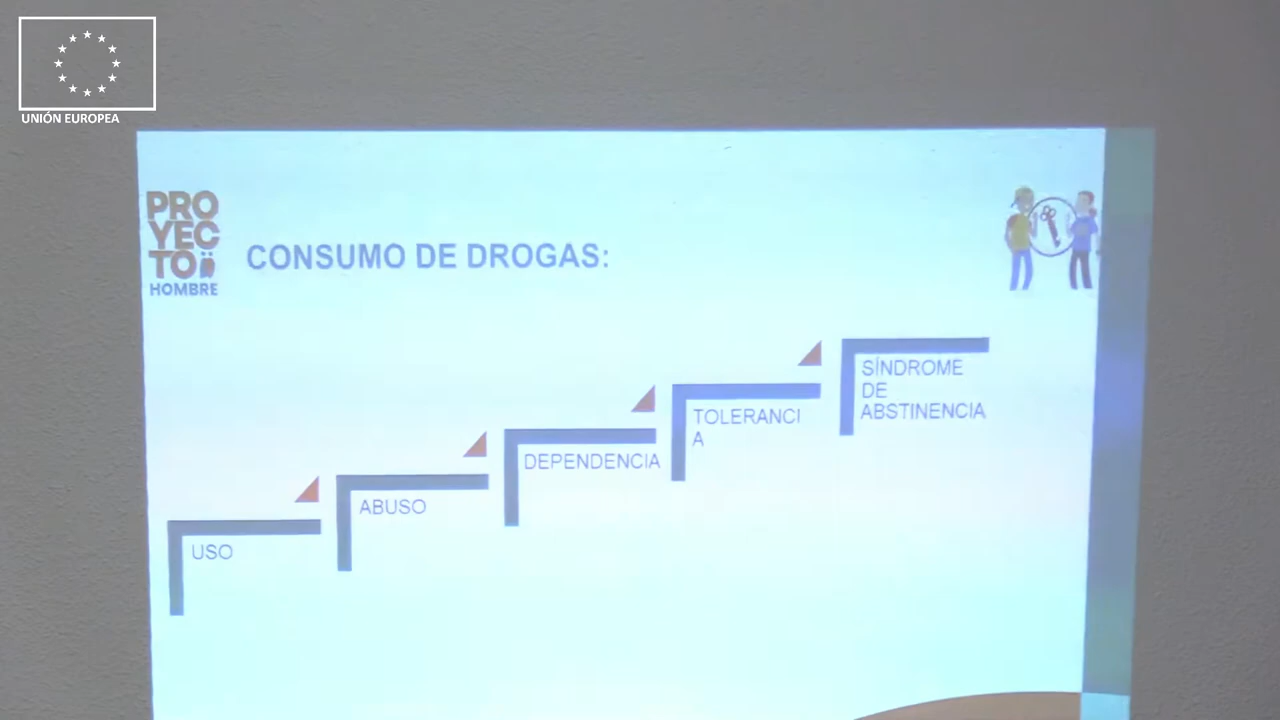 UNIÓN EUROPEA
PRO
YEC
TO
HOMBRE
CONSUMO DE DROGAS:
USO
ABUSO
DEPENDENCIA
TOLERANCI
A
SÍNDROME
DE
ABSTINENCIA